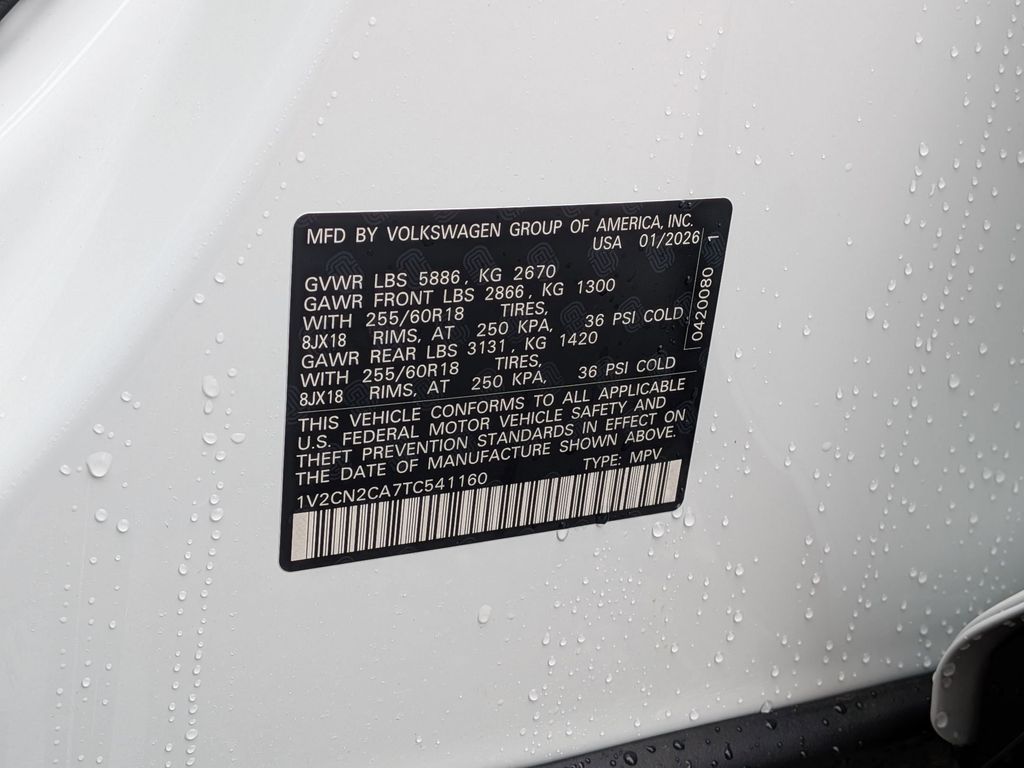 MFD BY VOLKSWAGEN GROUP OF AMERICA, INC.
USA 01/2026
GVWR LBS 5886, KG 2670
GAWR FRONT LBS 2866, KG 1300
WITH 255/60R18 TIRES,
8JX18 RIMS, AT 250 KPA, 36 PSI COLD
GAWR REAR LBS 3131, KG 1420
WITH 255/60R18 TIRES,
8JX18 RIMS, AT 250 KPA, 36 PSI COLD
0420080 1
THIS VEHICLE CONFORMS TO ALL APPLICABLE
U.S. FEDERAL MOTOR VEHICLE SAFETY AND
THEFT PREVENTION STANDARDS IN EFFECT ON
THE DATE OF MANUFACTURE SHOWN ABOVE.
1V2CN2CA7TC541160 TYPE: MPV